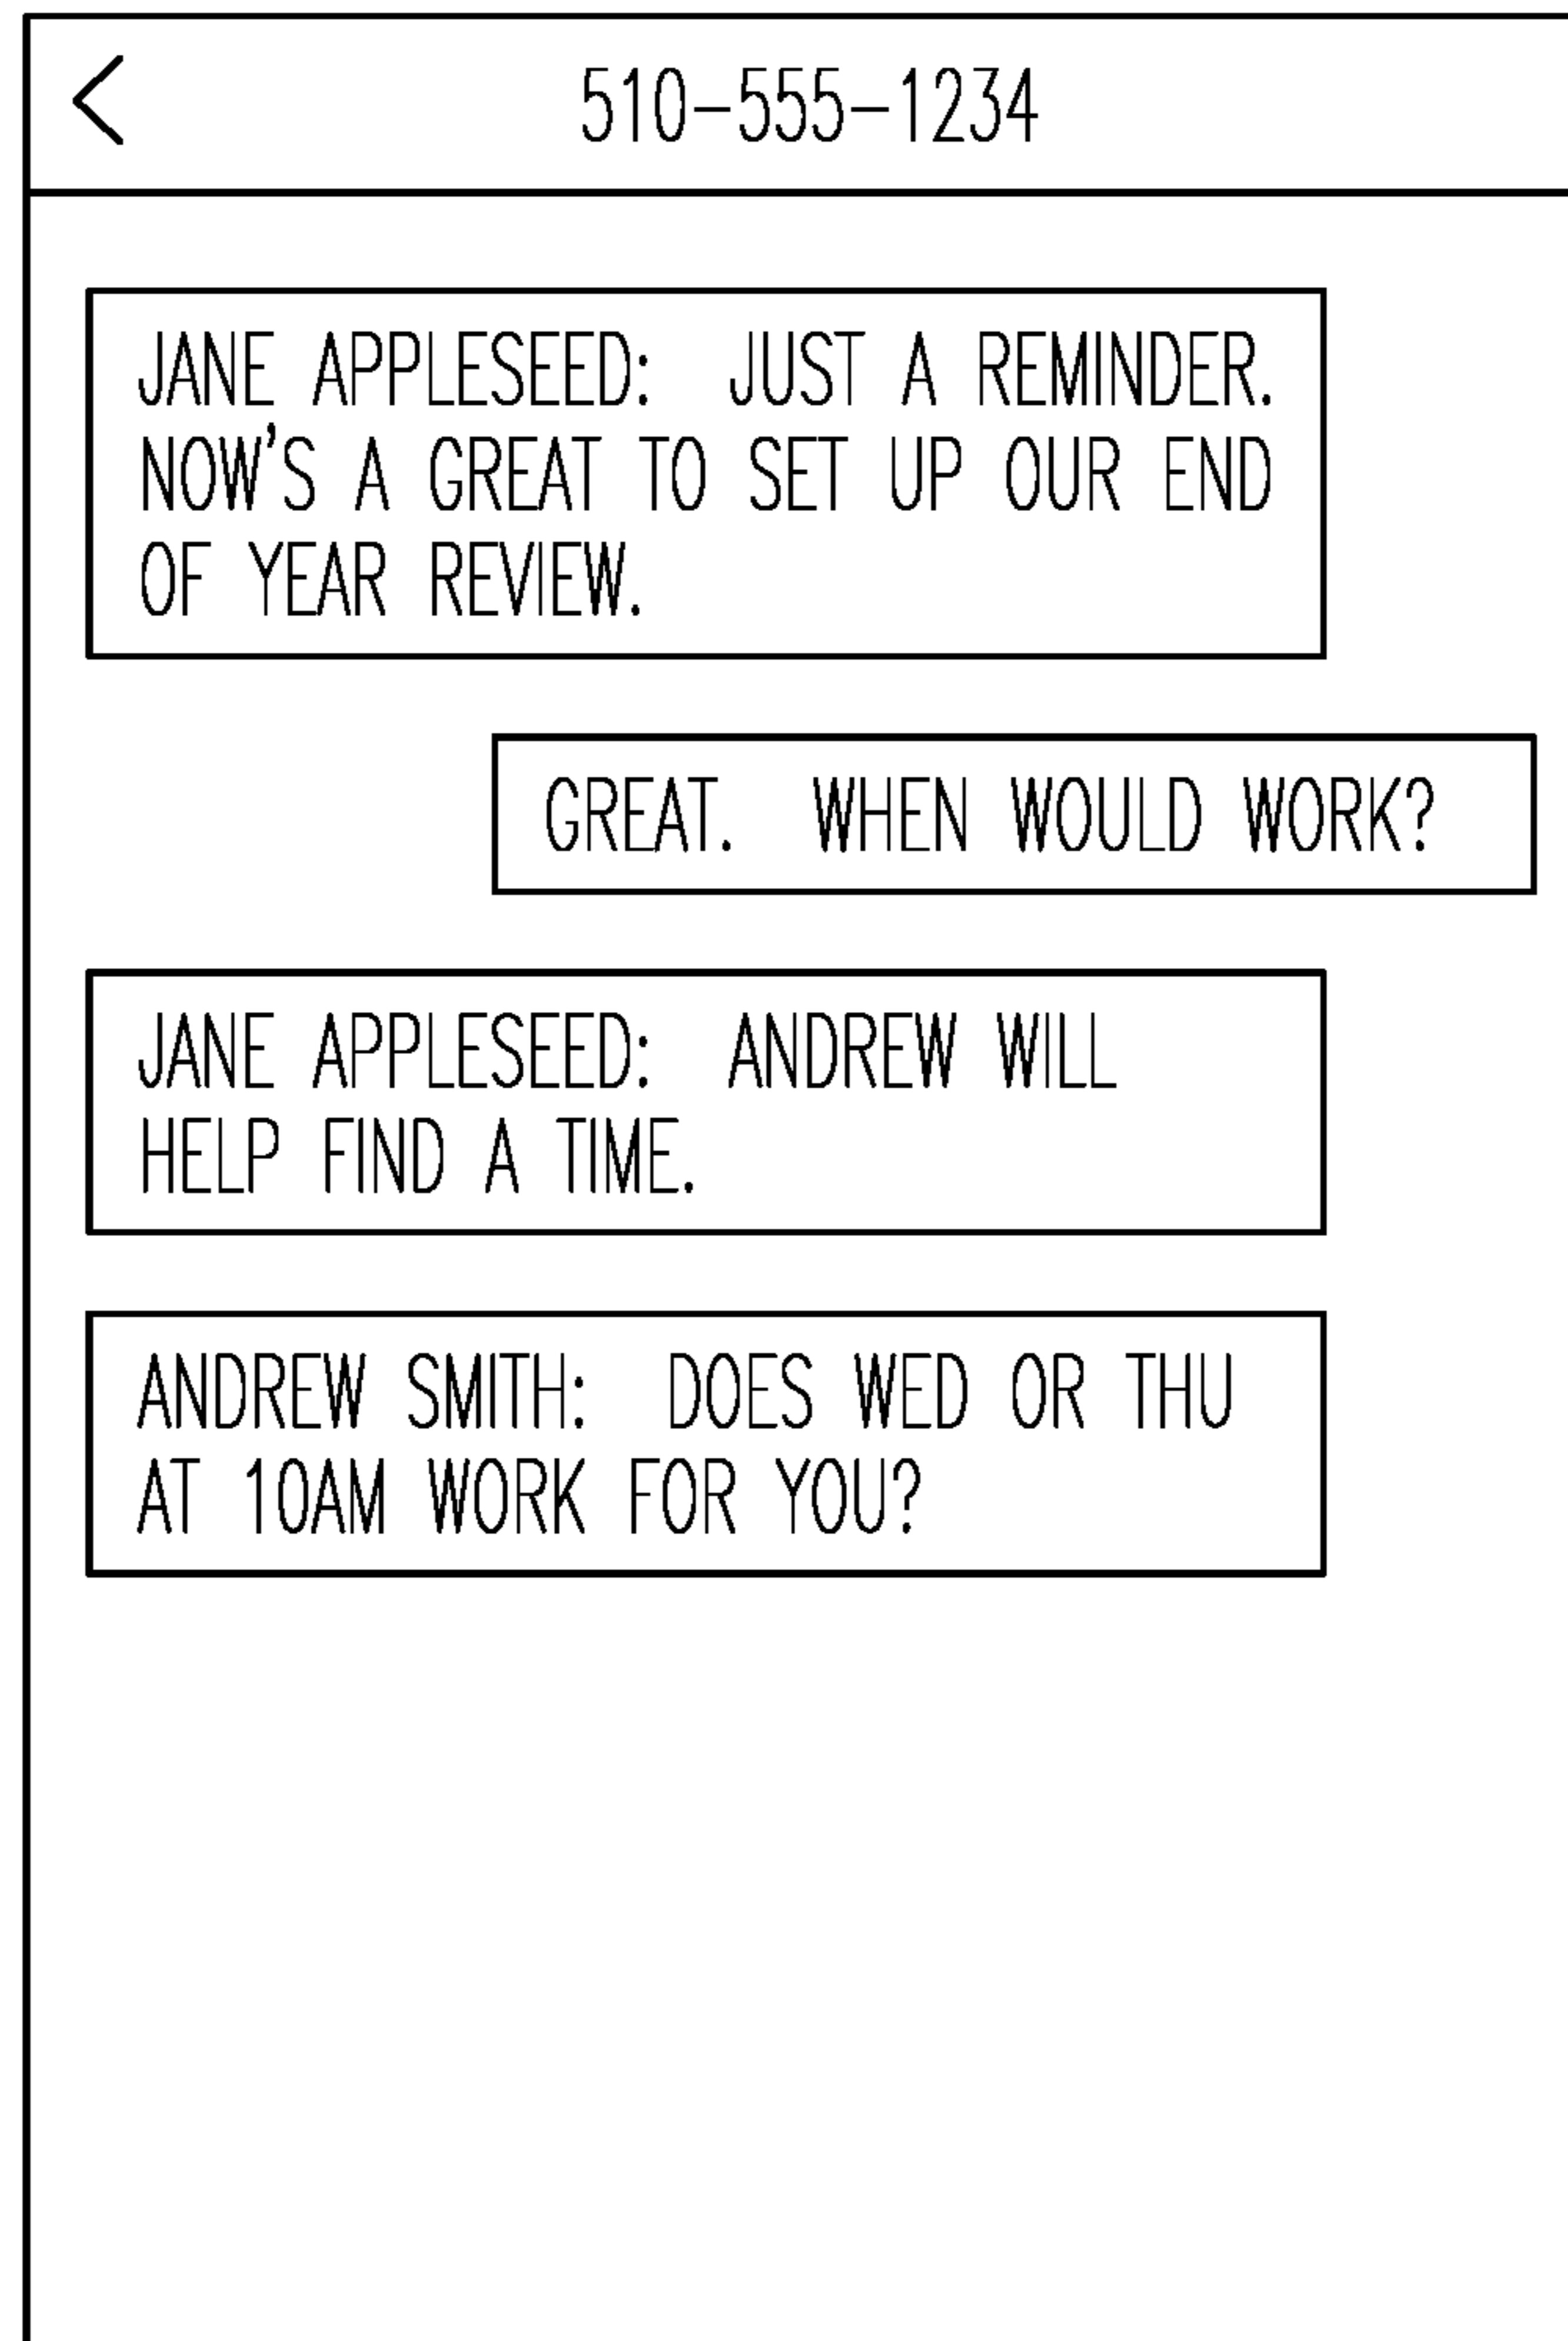 510-555-1234
JANE APPLESEED: JUST A REMINDER.
NOW'S A GREAT TO SET UP OUR END
OF YEAR REVIEW.
GREAT. WHEN WOULD WORK?
JANE APPLESEED: ANDREW WILL
HELP FIND A TIME.
ANDREW SMITH: DOES WED OR THU
AT 10AM WORK FOR YOU?